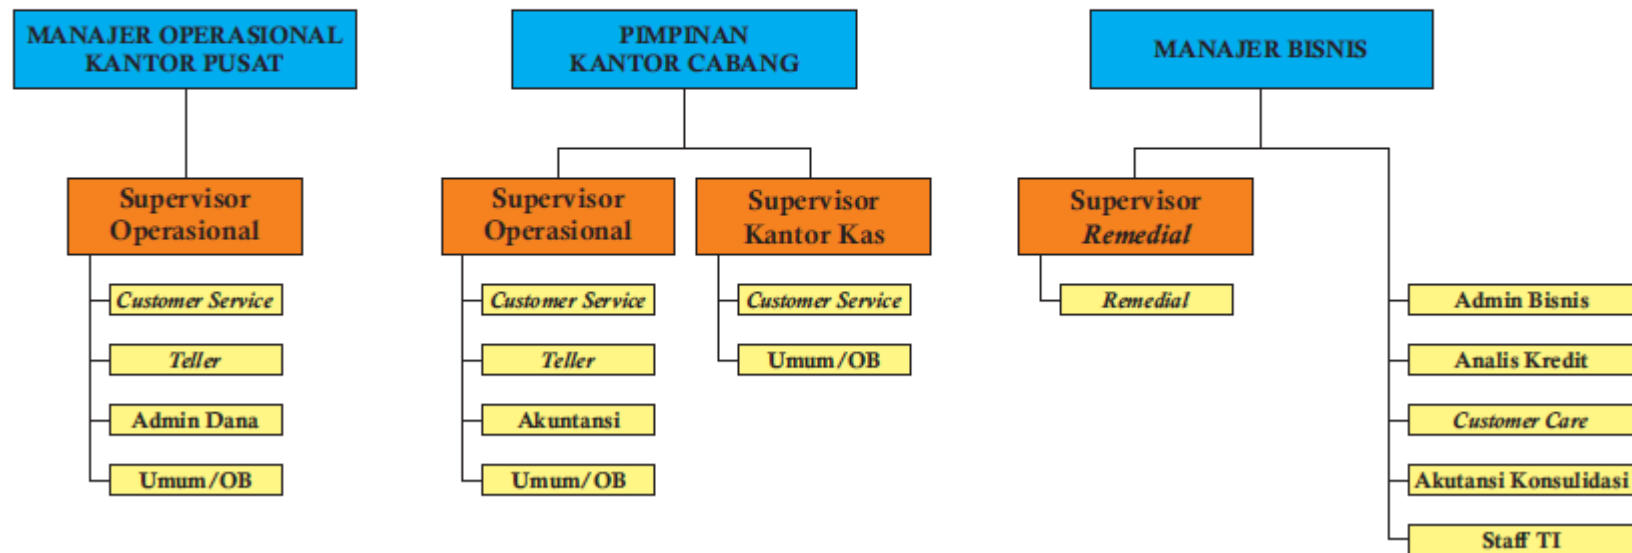 MANAJER OPERASIONAL
KANTOR PUSAT
Supervisor
Operasional
Customer Service
Teller
Admin Dana
Umum/OB
PIMPINAN
KANTOR CABANG
Supervisor
Operasional
Customer Service
Teller
Akuntansi
Umum/OB
Supervisor
Kantor Kas
Customer Service
Umum/OB
MANAJER BISNIS
Supervisor
Remedial
Remedial
Admin Bisnis
Analis Kredit
Customer Care
Akutansi Konsulidasi
Staff TI